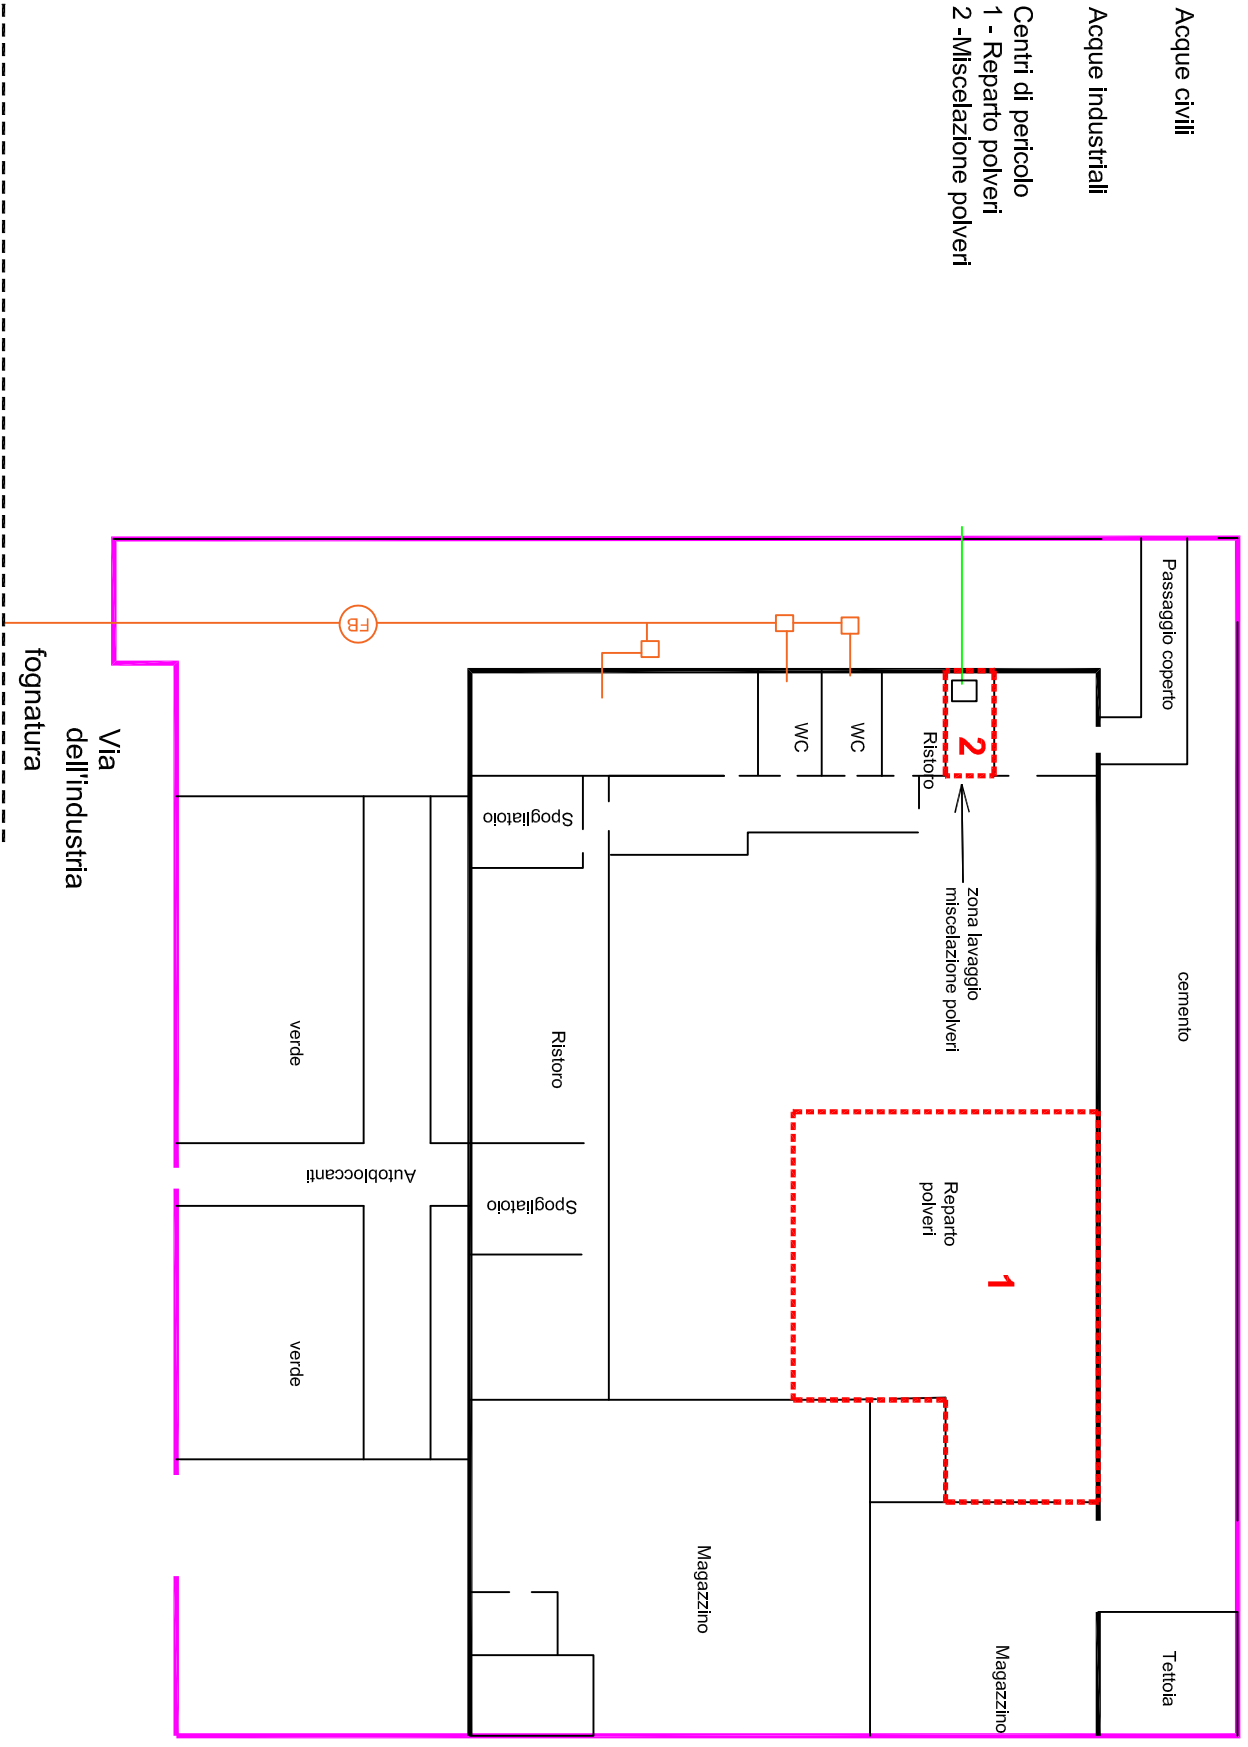 Acque civili
Acque industriali
Centri di pericolo
1 - Reparto polveri
2 -Miscelazione polveri
Passaggio coperto
cemento
Tettoia
2
Ristoro
WC
WC
zona lavaggio
miscelazione polveri
Reparto
polveri
1
Magazzino
Magazzino
Spogliatoio
Ristoro
Spogliatoio
FB
verde
Autobloccanti
verde
Via
dell'industria
fognatura